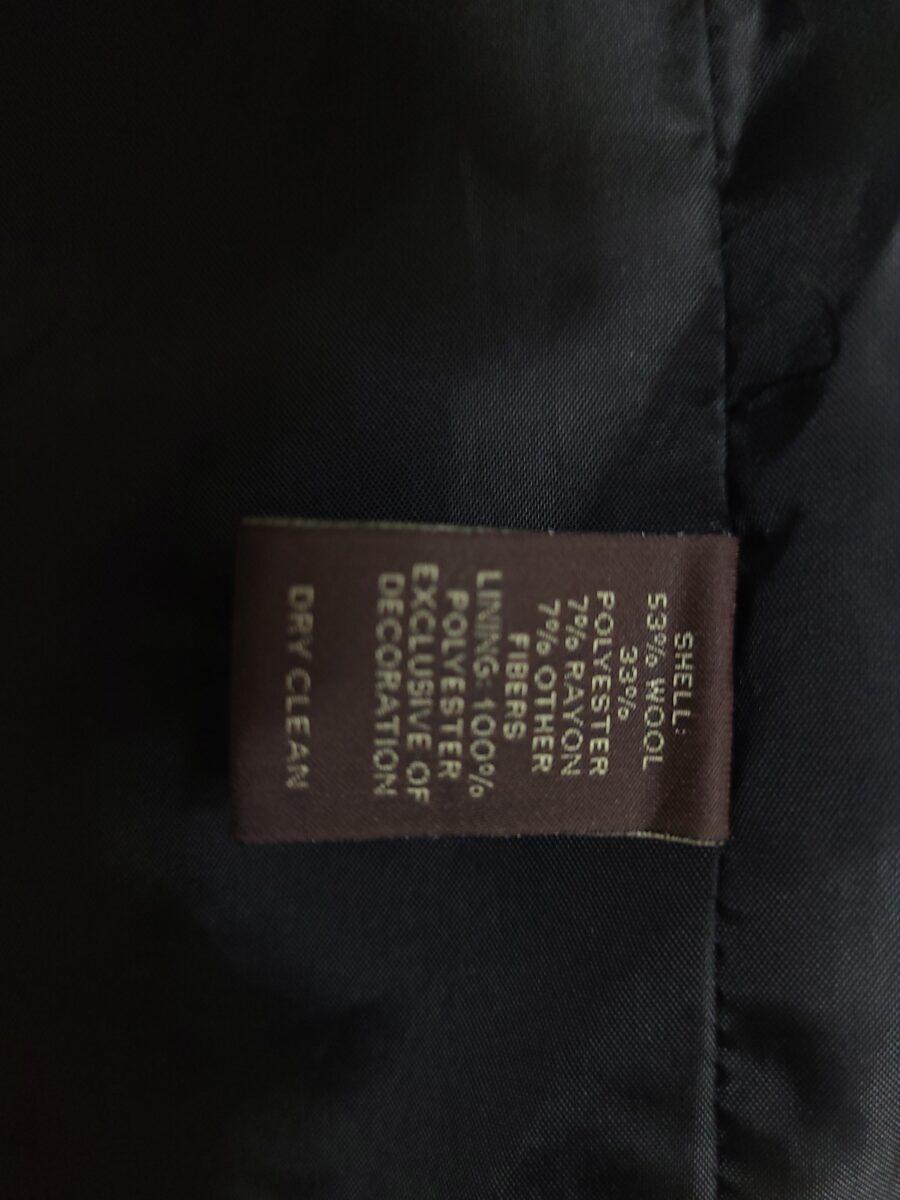 SHELL:
53% WOOL
33%
POLYESTER
7% RAYON
7% OTHER
FIBERS
LINING: 100%
POLYESTER
EXCLUSIVE OF
DECORATION
DRY CLEAN